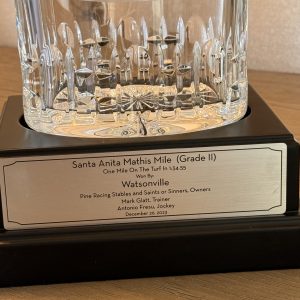 Santa Anita Mathis Mile (Grade II)
One Mile On The Turf In 1:34:55
Won By:
Watsonville
Pine Racing Stables and Saints or Sinners, Owners
Mark Glatt, Trainer
Antonio Fresu, Jockey
December 26, 2023